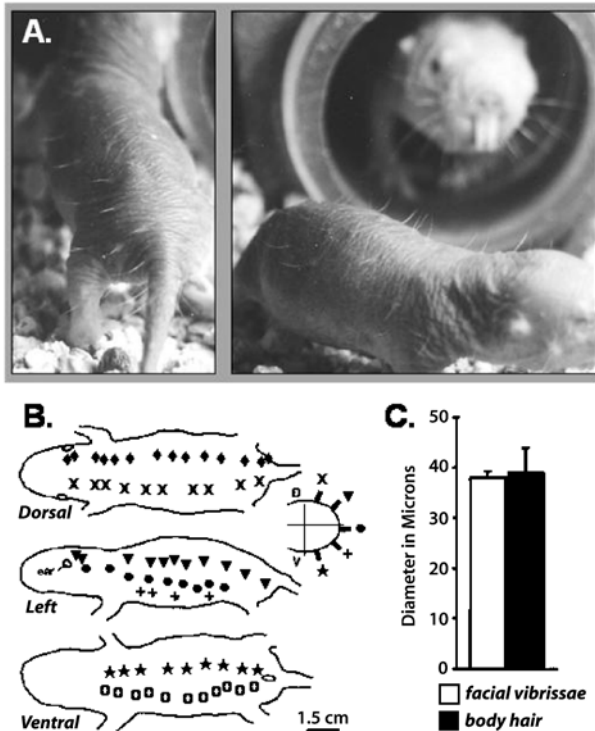 A.
B.
Dorsal
D
V
Left
Ventral
1.5 cm
C.
Diameter in Microns
50
40
30
20
10
0
facial vibrissae
body hair